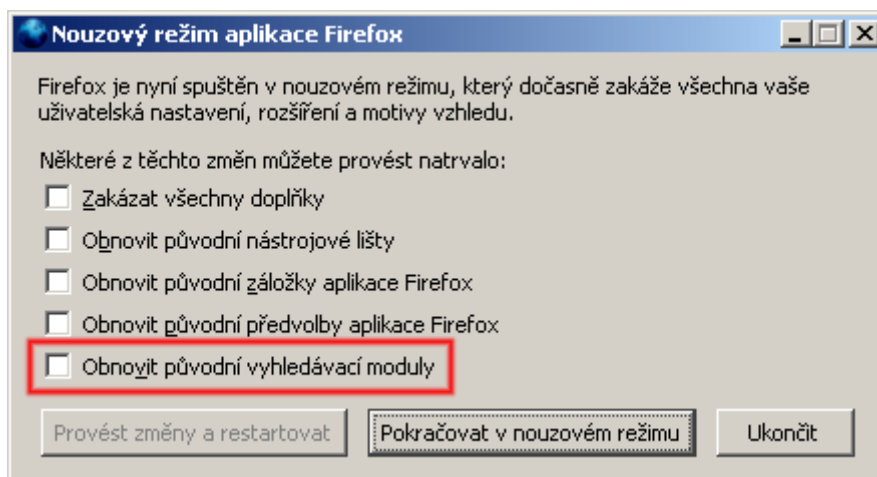 Nouzový režim aplikace Firefox
Firefox je nyní spuštěn v nouzovém režimu, který dočasně zakáže všechna vaše
uživatelská nastavení, rozšíření a motivy vzhledu.
Některé z těchto změn můžete provést natrvalo:
Zakázat všechny doplňky
Obnovit původní nástrojové lišty
Obnovit původní záložky aplikace Firefox
Obnovit původní předvolby aplikace Firefox
Obnovit původní vyhledávací moduly
Provést změny a restartovat
Pokračovat v nouzovém režimu
Ukončit